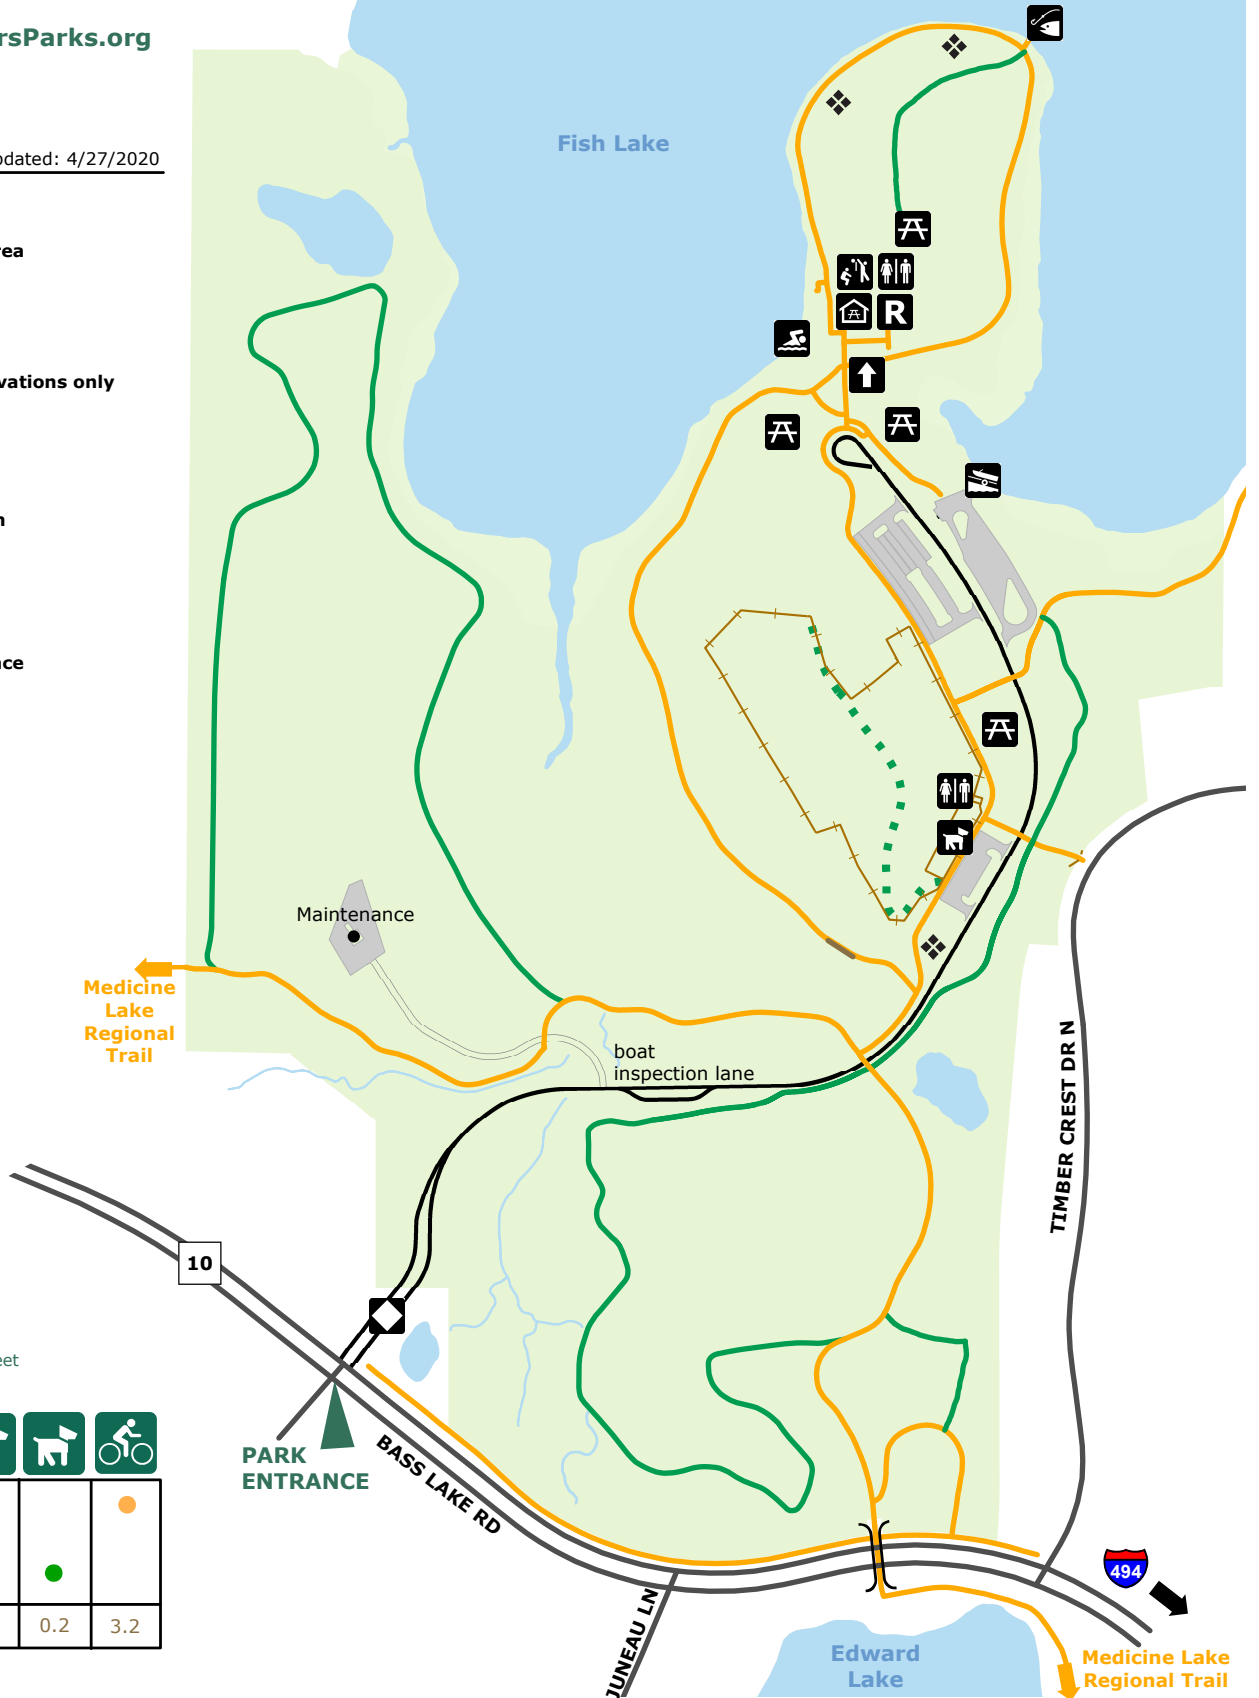 rsParks.org
odated: 4/27/2020
rea
vations only
n
nce
Fish Lake
R
Maintenance
Medicine
Lake
Regional
Trail
boat
inspection lane
TIMBER CREST DR N
10
eet
PARK
ENTRANCE
BASS LAKE RD
0.2
3.2
JUNEAU LN
494
Edward
Lake
Medicine Lake
Regional Trail